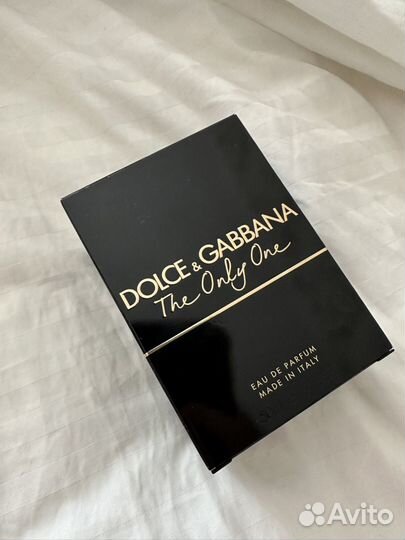 DOLCE & GABBANA
The Only One
EAU DE PARFUM
MADE IN ITALY
Avito